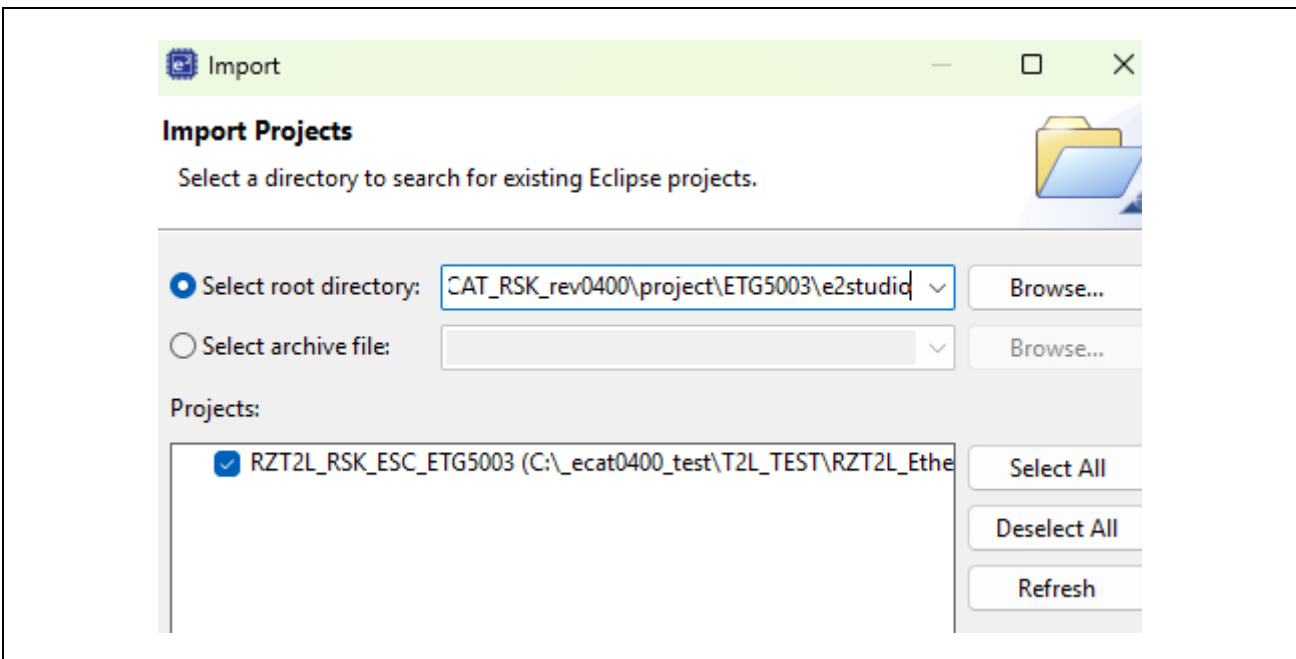 Import
Import Projects
Select a directory to search for existing Eclipse projects.
Select root directory: CAT_RSK_rev0400\project\ETG5003\e2studio Browse...
Select archive file: Browse...
Projects:
RZT2L_RSK_ESC_ETG5003 (C:\_ecat0400_test\T2L_TEST\RZT2L_Ethe
Select All
Deselect All
Refresh